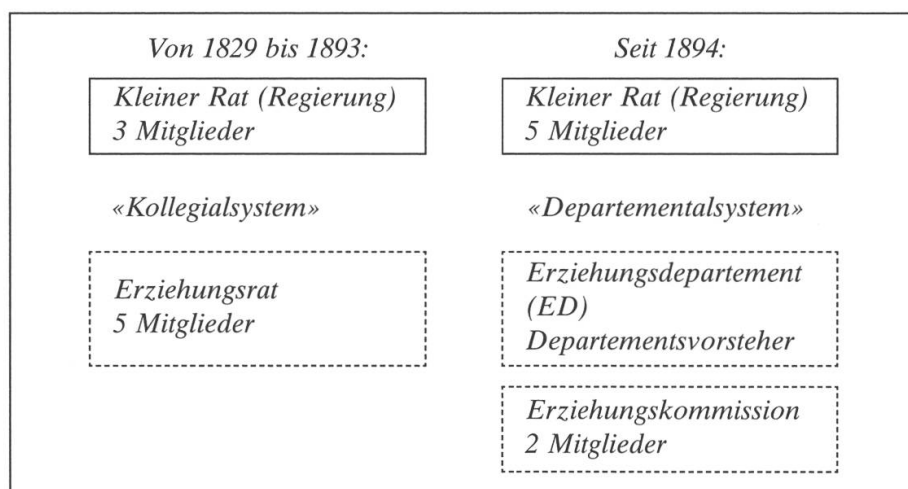 Von 1829 bis 1893:
Kleiner Rat (Regierung)
3 Mitglieder
«Kollegialsystem»
Erziehungsrat
5 Mitglieder
Seit 1894:
Kleiner Rat (Regierung)
5 Mitglieder
«Departementalsystem»
Erziehungsdepartement
(ED)
Departementsvorsteher
Erziehungskommission
2 Mitglieder